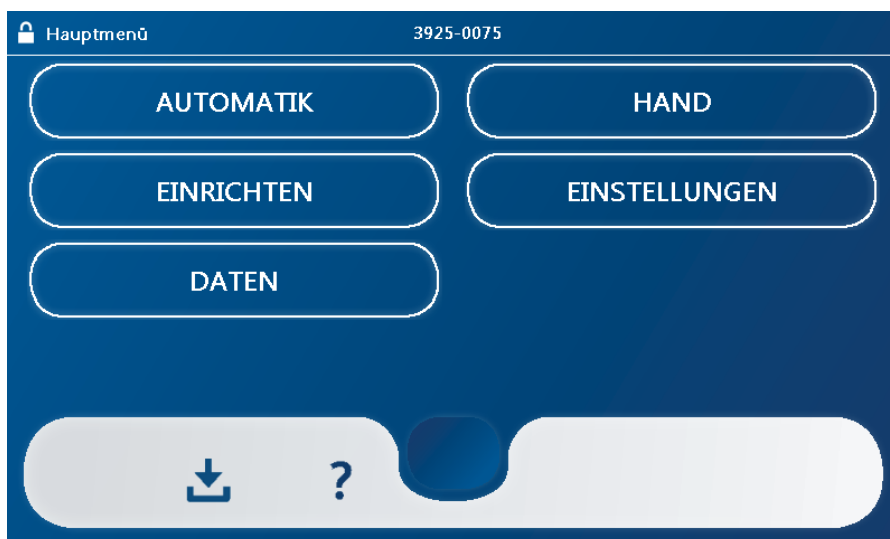 Hauptmenü 3925-0075
AUTOMATIK HAND
EINRICHTEN EINSTELLUNGEN
DATEN
?